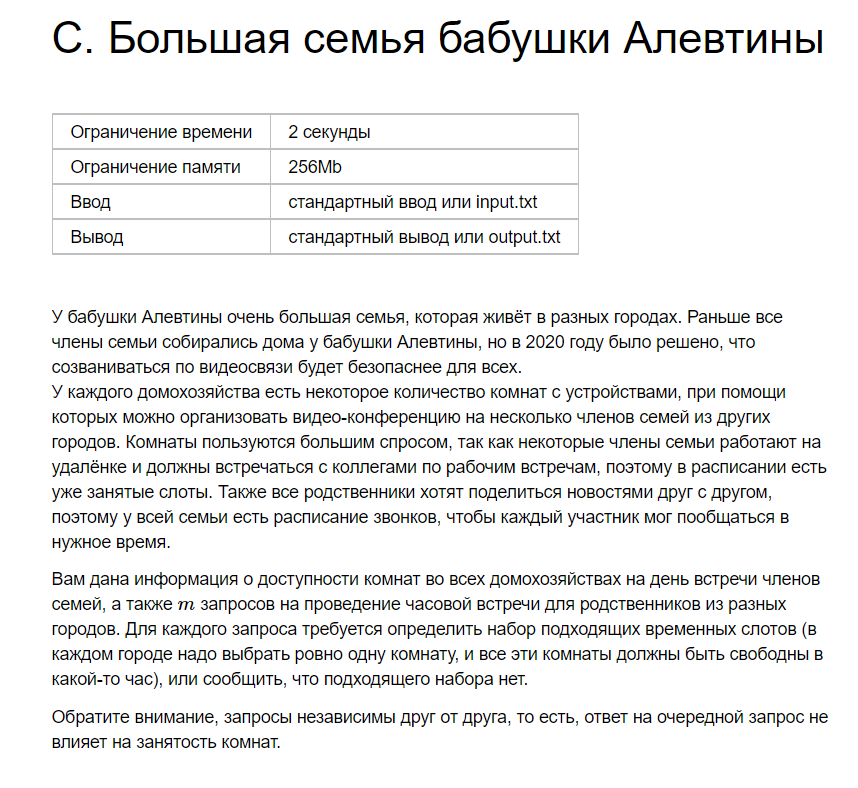 C. Большая семья бабушки Алевтины
Ограничение времени 2 секунды
Ограничение памяти 256Mb
Ввод стандартный ввод или input.txt
Вывод стандартный вывод или output.txt
У бабушки Алевтины очень большая семья, которая живёт в разных городах. Раньше все
члены семьи собирались дома у бабушки Алевтины, но в 2020 году было решено, что
созваниваться по видеосвязи будет безопаснее для всех.
У каждого домохозяйства есть некоторое количество комнат с устройствами, при помощи
которых можно организовать видео-конференцию на несколько членов семей из других
городов. Комнаты пользуются большим спросом, так как некоторые члены семьи работают на
удалёнке и должны встречаться с коллегами по рабочим встречам, поэтому в расписании есть
уже занятые слоты. Также все родственники хотят поделиться новостями друг с другом,
поэтому у всей семьи есть расписание звонков, чтобы каждый участник мог пообщаться в
нужное время.
Вам дана информация о доступности комнат во всех домохозяйствах на день встречи членов
семей, а также m запросов на проведение часовой встречи для родственников из разных
городов. Для каждого запроса требуется определить набор подходящих временных слотов (в
каждом городе надо выбрать ровно одну комнату, и все эти комнаты должны быть свободны в
какой-то час), или сообщить, что подходящего набора нет.
Обратите внимание, запросы независимы друг от друга, то есть, ответ на очередной запрос не
влияет на занятость комнат.